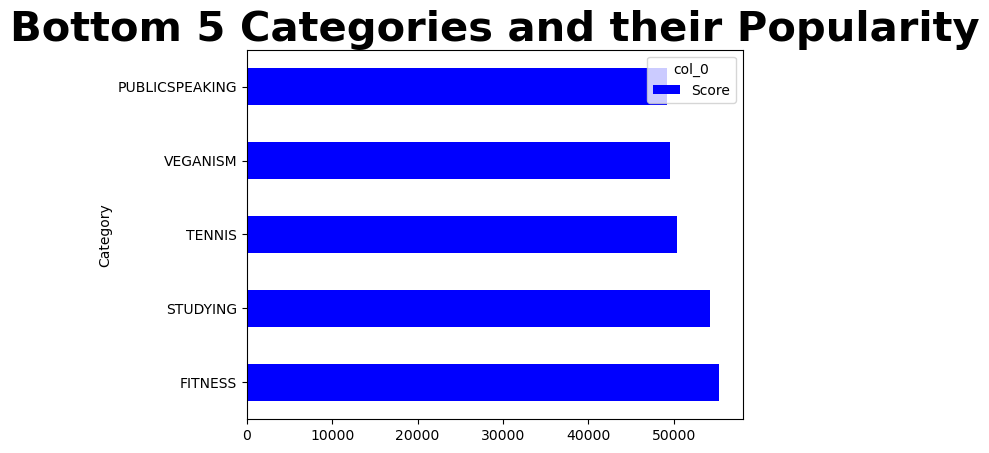 Bottom 5 Categories and their Popularity
col_0
Score
PUBLICSPEAKING
VEGANISM
TENNIS
STUDYING
FITNESS
Category
0 10000 20000 30000 40000 50000